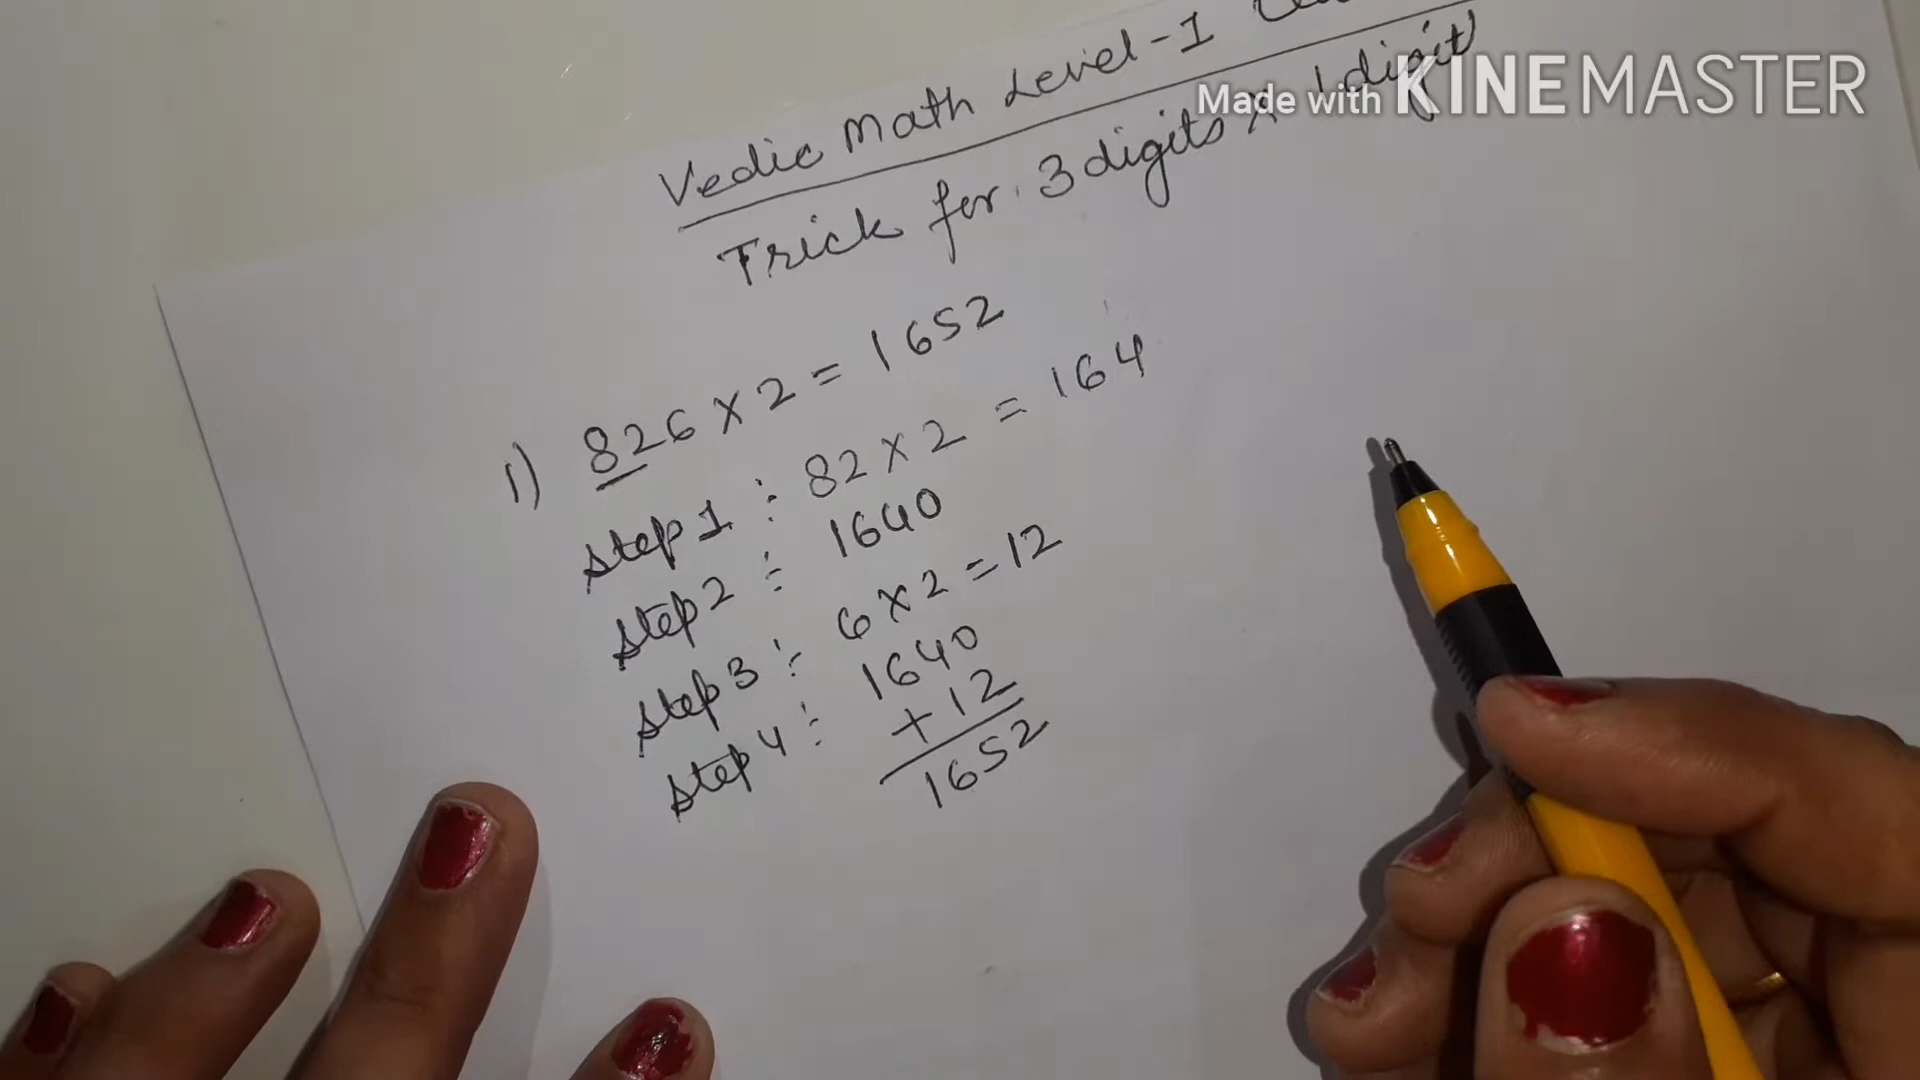 Vedic Math Level-1
Made with KINEMASTER
Trick for 3 digits X 1 digit
1) 826 X 2 = 1652
Step 1 : 82 X 2 = 164
Step 2 : 1640
Step 3 : 6 X 2 = 12
Step 4 : 1640
+ 12
1652